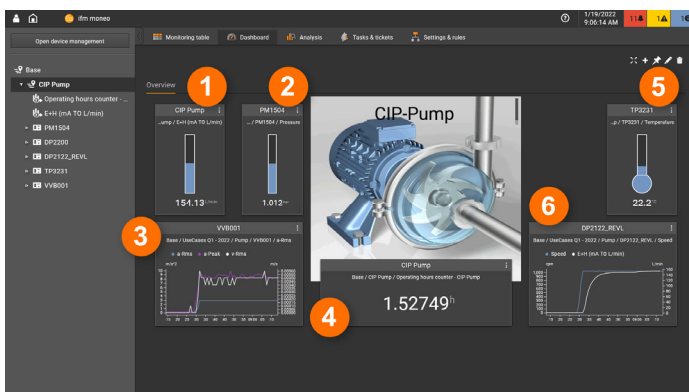 ifm moneo
1/19/2022
9:06:14 AM
11
1
Open device management
Monitoring table
Dashboard
Analysis
Tasks & tickets
Settings & rules
Base
CIP Pump
Operating hours counter - ...
E+H (mA TO L/min)
PM1504
DP2200
DP2122_REVL
TP3231
VVB001
Overview
1
2
5
CIP Pump
...ump / E+H (mA TO L/min)
154.13
PM1504
.../ PM1504 / Pressure
1.012
CIP-Pump
TP3231
...p / TP3231 / Temperature
22.2
3
VVB001
Base / UseCases Q1 - 2022 / Pump / VVB001 / a-Rms
a-Rms a-Peak v-Rms
m/s^2 m/s
4
CIP Pump
Base / CIP Pump / Operating hours counter - CIP Pump
1.52749 h
6
DP2122_REVL
Base / UseCases Q1 - 2022 / Pump / DP2122_REVL / Speed
Speed E+H (mA TO L/min)
rpm L/min